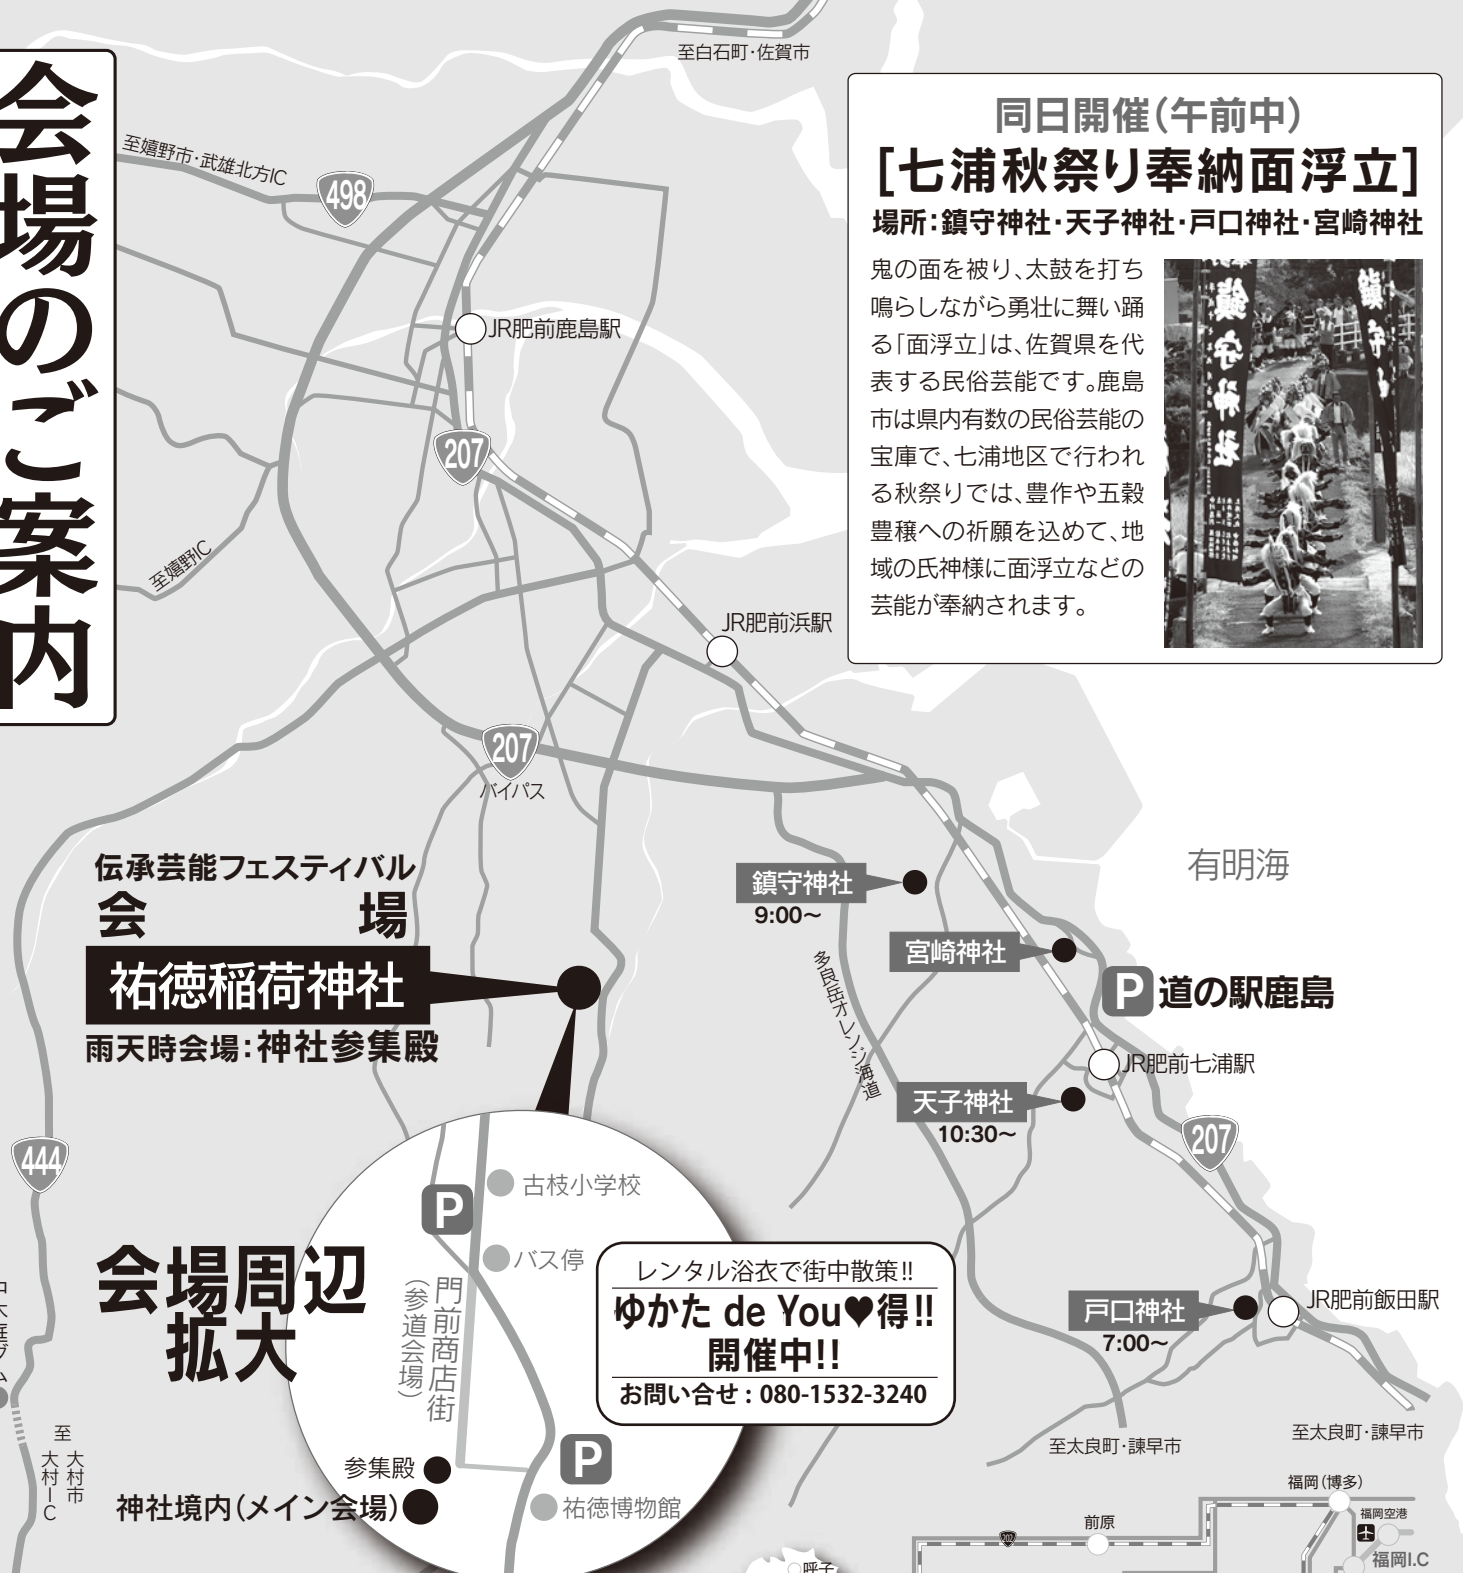 会場のご案内
至白石町・佐賀市
至嬉野市・武雄北方IC
498
同日開催（午前中）
[七浦秋祭り奉納面浮立]
場所：鎮守神社・天子神社・戸口神社・宮崎神社
鬼の面を被り、太鼓を打ち
鳴らしながら勇壮に舞い踊
る「面浮立」は、佐賀県を代
表する民俗芸能です。鹿島
市は県内有数の民俗芸能の
宝庫で、七浦地区で行われ
る秋祭りでは、豊作や五穀
豊穣への祈願を込めて、地
域の氏神様に面浮立などの
芸能が奉納されます。
鎮守神社
JR肥前鹿島駅
207
至嬉野IC
JR肥前浜駅
207
バイパス
有明海
伝承芸能フェスティバル
会場
祐徳稲荷神社
雨天時会場：神社参集殿
鎮守神社
9:00〜
宮崎神社
P 道の駅鹿島
多良岳オレンジ海道
JR肥前七浦駅
天子神社
10:30〜
207
444
会場周辺
拡大
P
古枝小学校
バス停
門前商店街
（参道会場）
レンタル浴衣で街中散策!!
ゆかた de You♥得!!
開催中!!
お問い合せ：080-1532-3240
戸口神社
7:00〜
JR肥前飯田駅
至太良町・諫早市
至太良町・諫早市
至
大村市
大村IC
参集殿
P
神社境内（メイン会場）
祐徳博物館
福岡（博多）
福岡空港
前原
202
福岡I.C
呼子